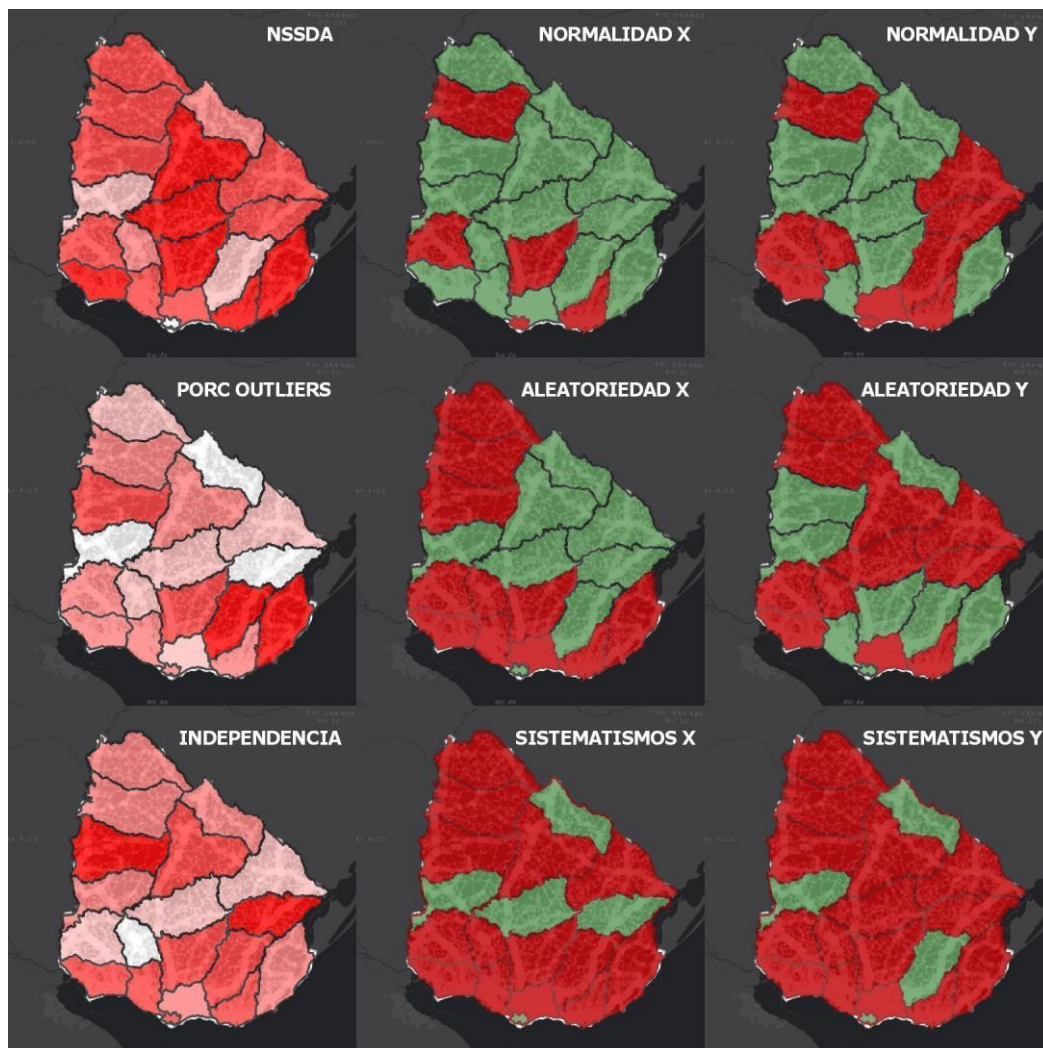 NSSDA
NORMALIDAD X
NORMALIDAD Y
PORC OUTLIERS
ALEATORIEDAD X
ALEATORIEDAD Y
INDEPENDENCIA
SISTEMATISMOS X
SISTEMATISMOS Y